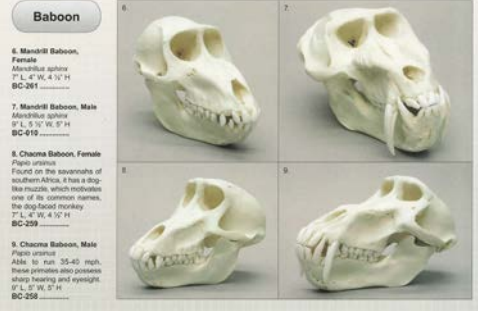 Baboon
6. Mandrill Baboon,
Female
Mandrillus sphinx
7" L, 4" W, 4 ½" H
BC-261 ..............
7. Mandrill Baboon, Male
Mandrillus sphinx
9" L, 5 ½" W, 5" H
BC-010 ..............
8. Chacma Baboon, Female
Papio ursinus
Found on the savannahs of
southern Africa, it has a dog-
like muzzle, which motivates
one of its common names,
the dog-faced monkey
7" L, 4" W, 4 ½" H
BC-259 ..............
9. Chacma Baboon, Male
Papio ursinus
Able to run 35-40 mph,
these primates also possess
sharp hearing and eyesight.
9" L, 5" W, 5" H
BC-258 ..............
6.
7.
8.
9.